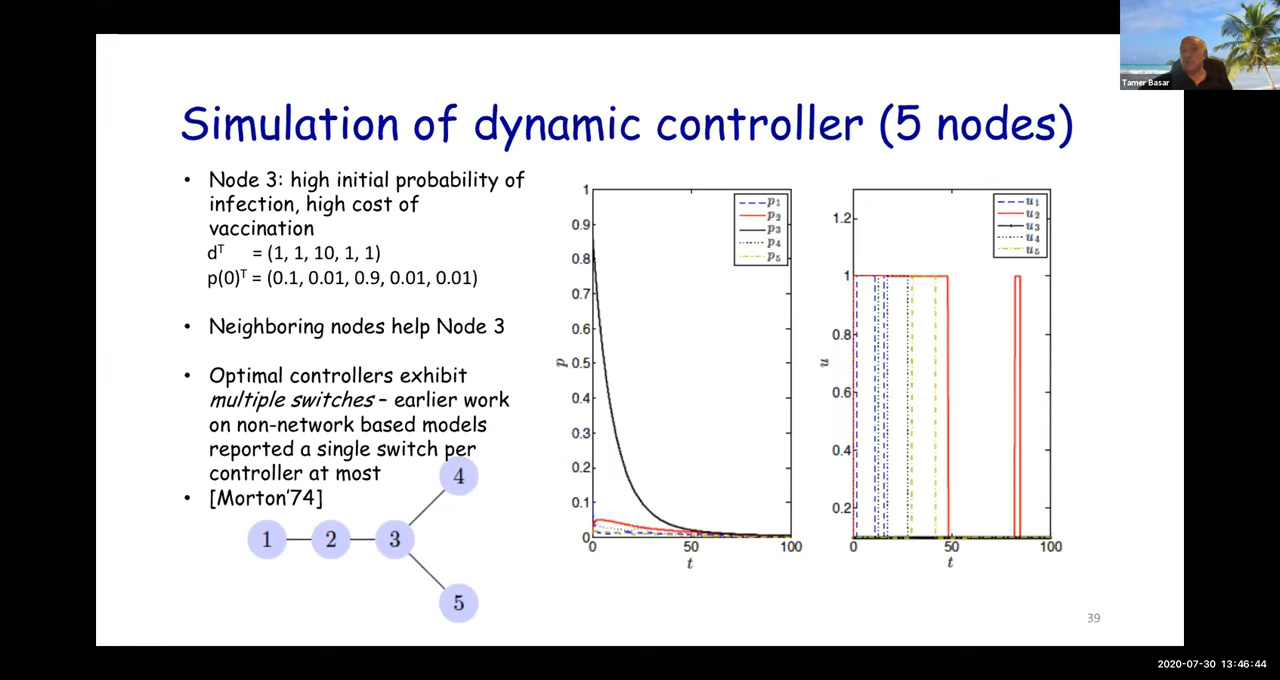 Tamer Basar
Simulation of dynamic controller (5 nodes)
• Node 3: high initial probability of
infection, high cost of
vaccination
dᵀ = (1, 1, 10, 1, 1)
p(0)ᵀ = (0.1, 0.01, 0.9, 0.01, 0.01)
• Neighboring nodes help Node 3
• Optimal controllers exhibit
multiple switches – earlier work
on non-network based models
reported a single switch per
controller at most
• [Morton'74]
1
2
3
4
5
1
0.9
0.8
0.7
0.6
0.5
0.4
0.3
0.2
0.1
0
0
50
100
p
t
p₁
p₂
p₃
p₄
p₅
1.2
1
0.8
0.6
0.4
0.2
0
50
100
u
t
u₁
u₂
u₃
u₄
u₅
39
2020-07-30 13:46:44